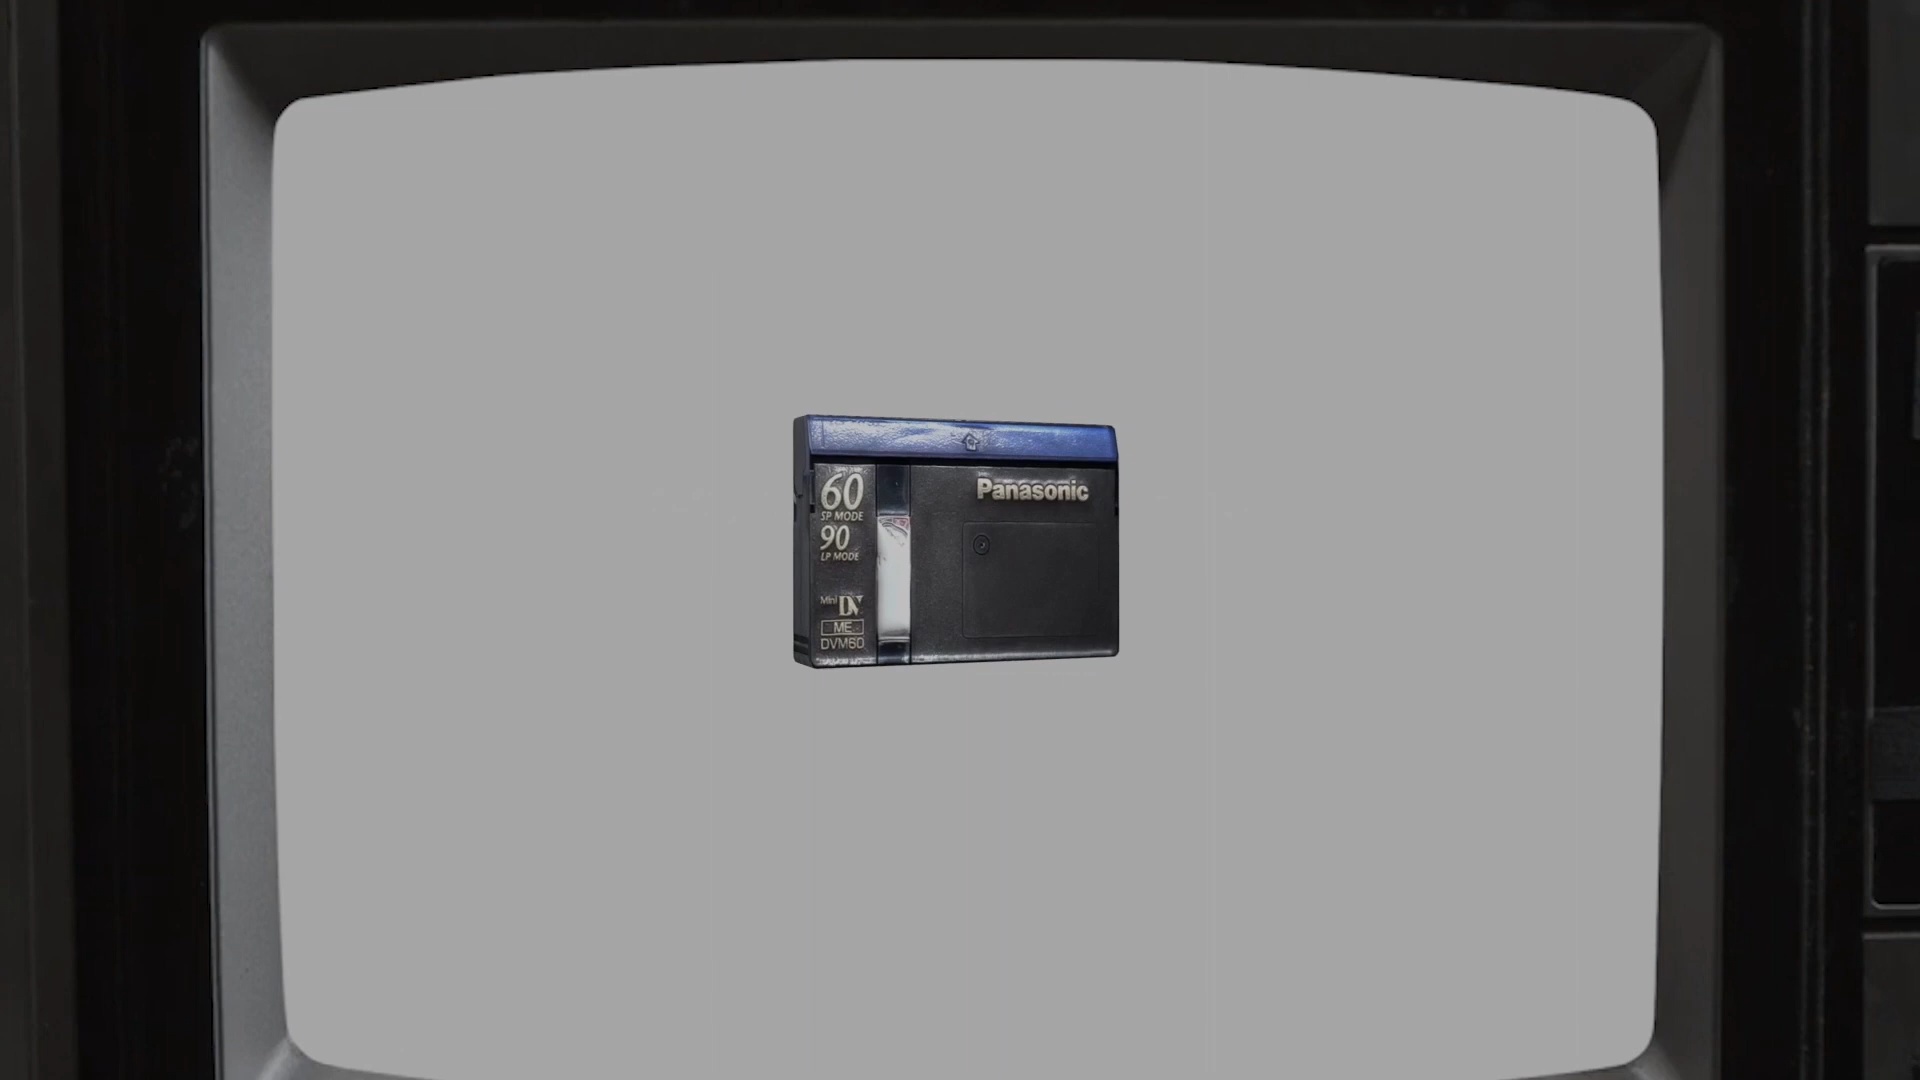 Panasonic
60
SP MODE
90
LP MODE
Mini DV
ME
DVM60